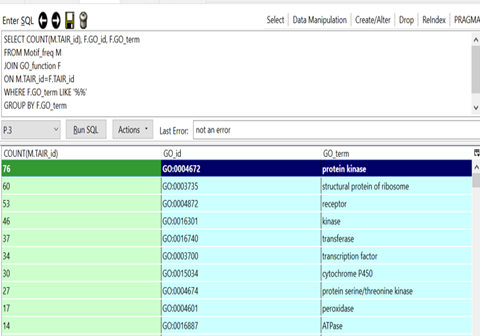 Enter SQL Select Data Manipulation Create/Alter Drop ReIndex PRAGMA
SELECT COUNT(M.TAIR_id), F.GO_id, F.GO_term
FROM Motif_freq M
JOIN GO_function F
ON M.TAIR_id=F.TAIR_id
WHERE F.GO_term LIKE '%%'
GROUP BY F.GO_term
P.3 Run SQL Actions Last Error: not an error
COUNT(M.TAIR_id) GO_id GO_term
76 GO:0004672 protein kinase
60 GO:0003735 structural protein of ribosome
53 GO:0004872 receptor
46 GO:0016301 kinase
37 GO:0016740 transferase
34 GO:0003700 transcription factor
30 GO:0015034 cytochrome P450
27 GO:0004674 protein serine/threonine kinase
17 GO:0004601 peroxidase
14 GO:0016887 ATPase